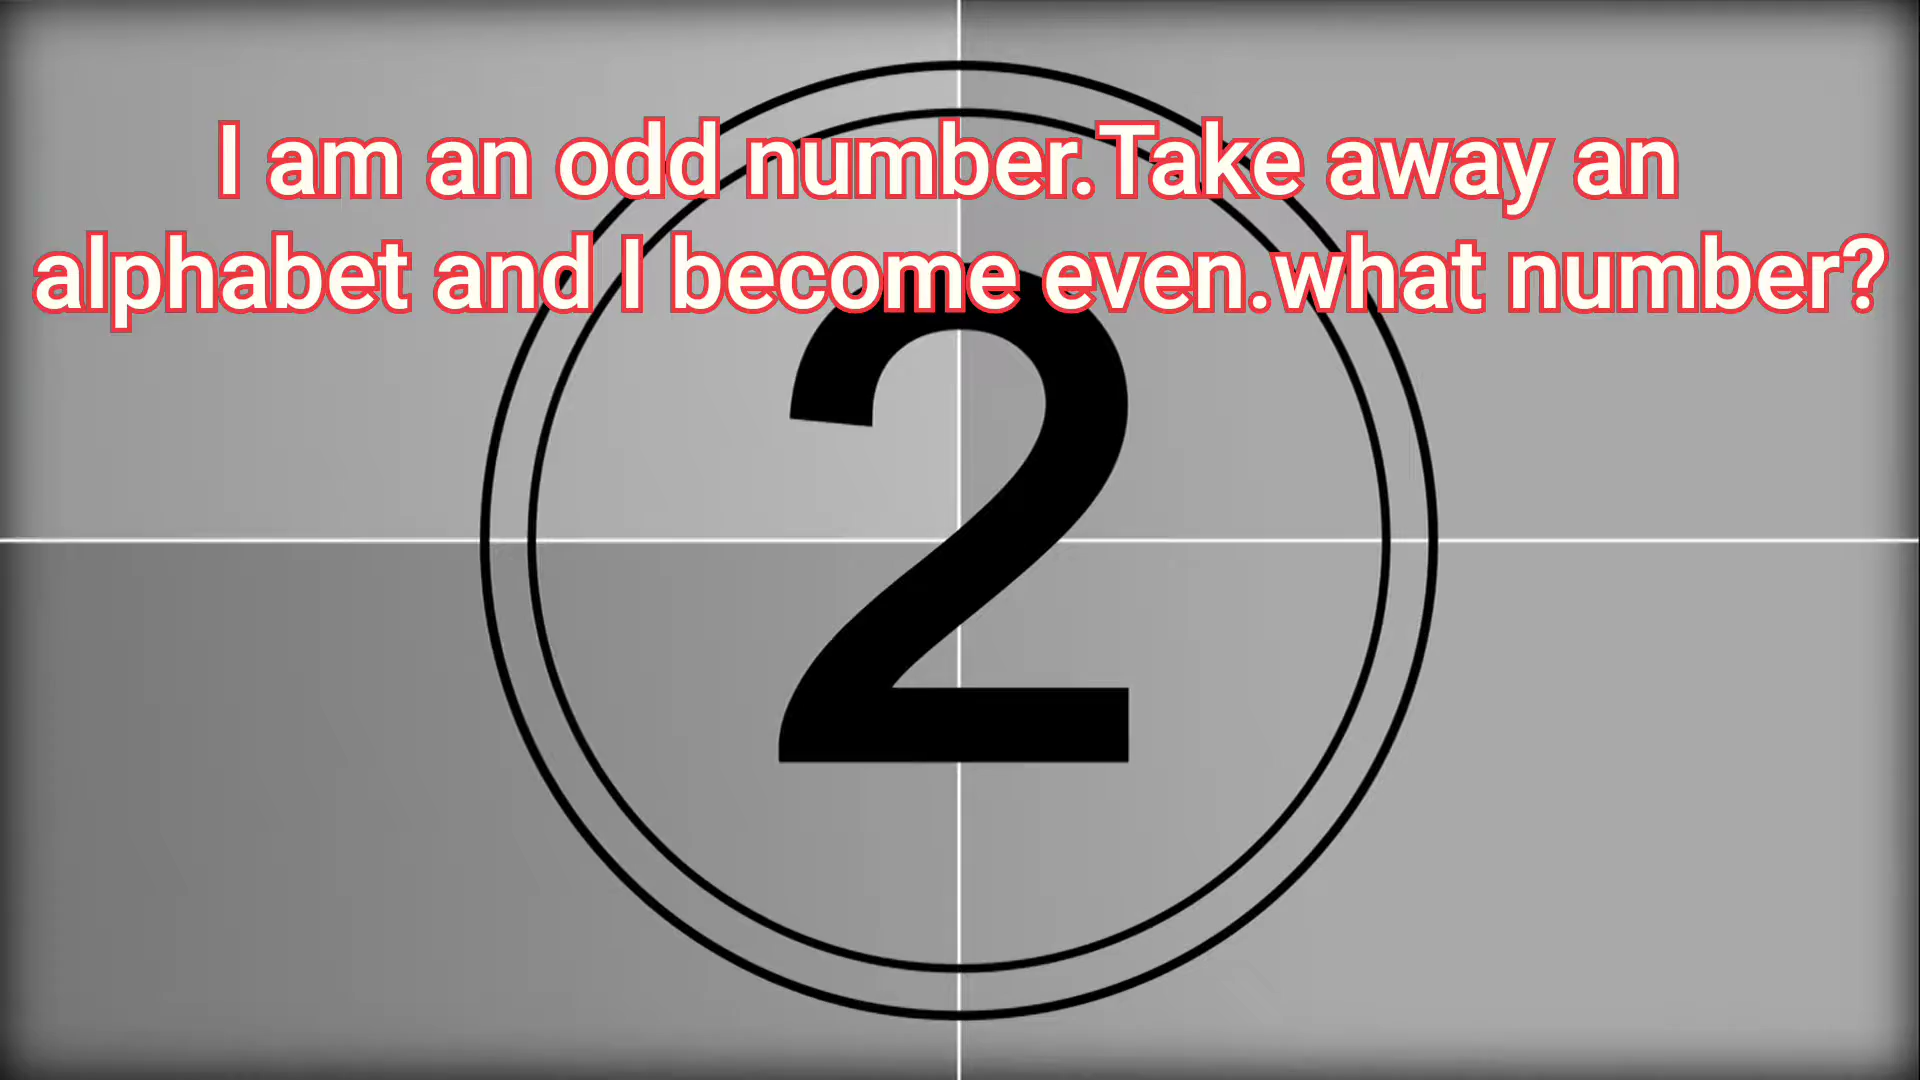 I am an odd number.Take away an
alphabet and I become even.what number?
2